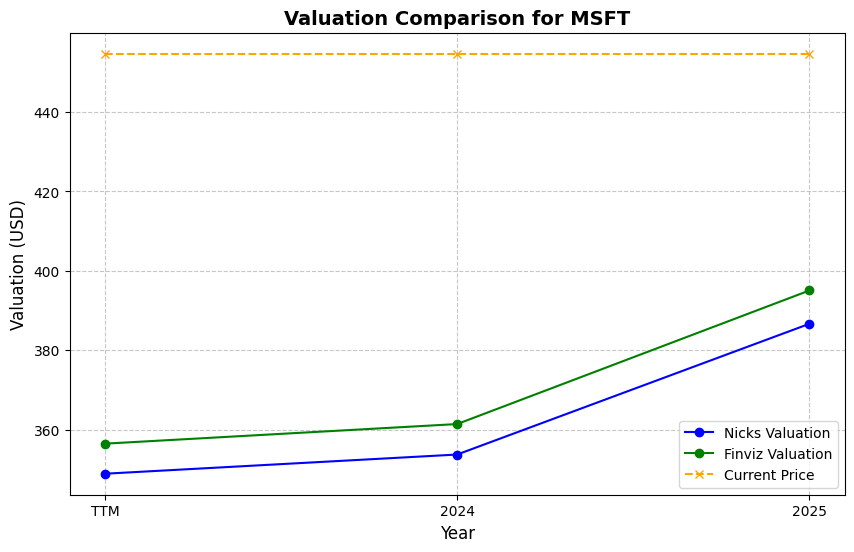 Valuation Comparison for MSFT
Valuation (USD)
440
420
400
380
360
TTM
2024
2025
Year
Nicks Valuation
Finviz Valuation
Current Price